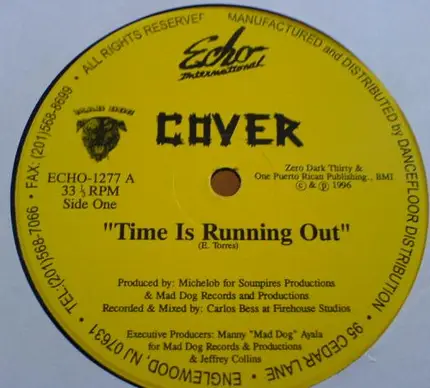 • ALL RIGHTS RESERVED MANUFACTURED and DISTRIBUTED by DANCEFLOOR DISTRIBUTION • 95 CEDAR LANE • ENGLEWOOD, NJ 07631 • TEL:(201)568-7066 • FAX: (201)568-8699
Echo
International
MAD DOG
COVER
ECHO-1277 A
33 ⅓ RPM
Side One
Zero Dark Thirty &
One Puerto Rican Publishing., BMI
© & ℗ 1996
"Time Is Running Out"
(E. Torres)
Produced by: Michelob for Sounpires Productions
& Mad Dog Records and Productions
Recorded & Mixed by: Carlos Bess at Firehouse Studios
Executive Producers: Manny "Mad Dog" Ayala
for Mad Dog Records & Productions
& Jeffrey Collins